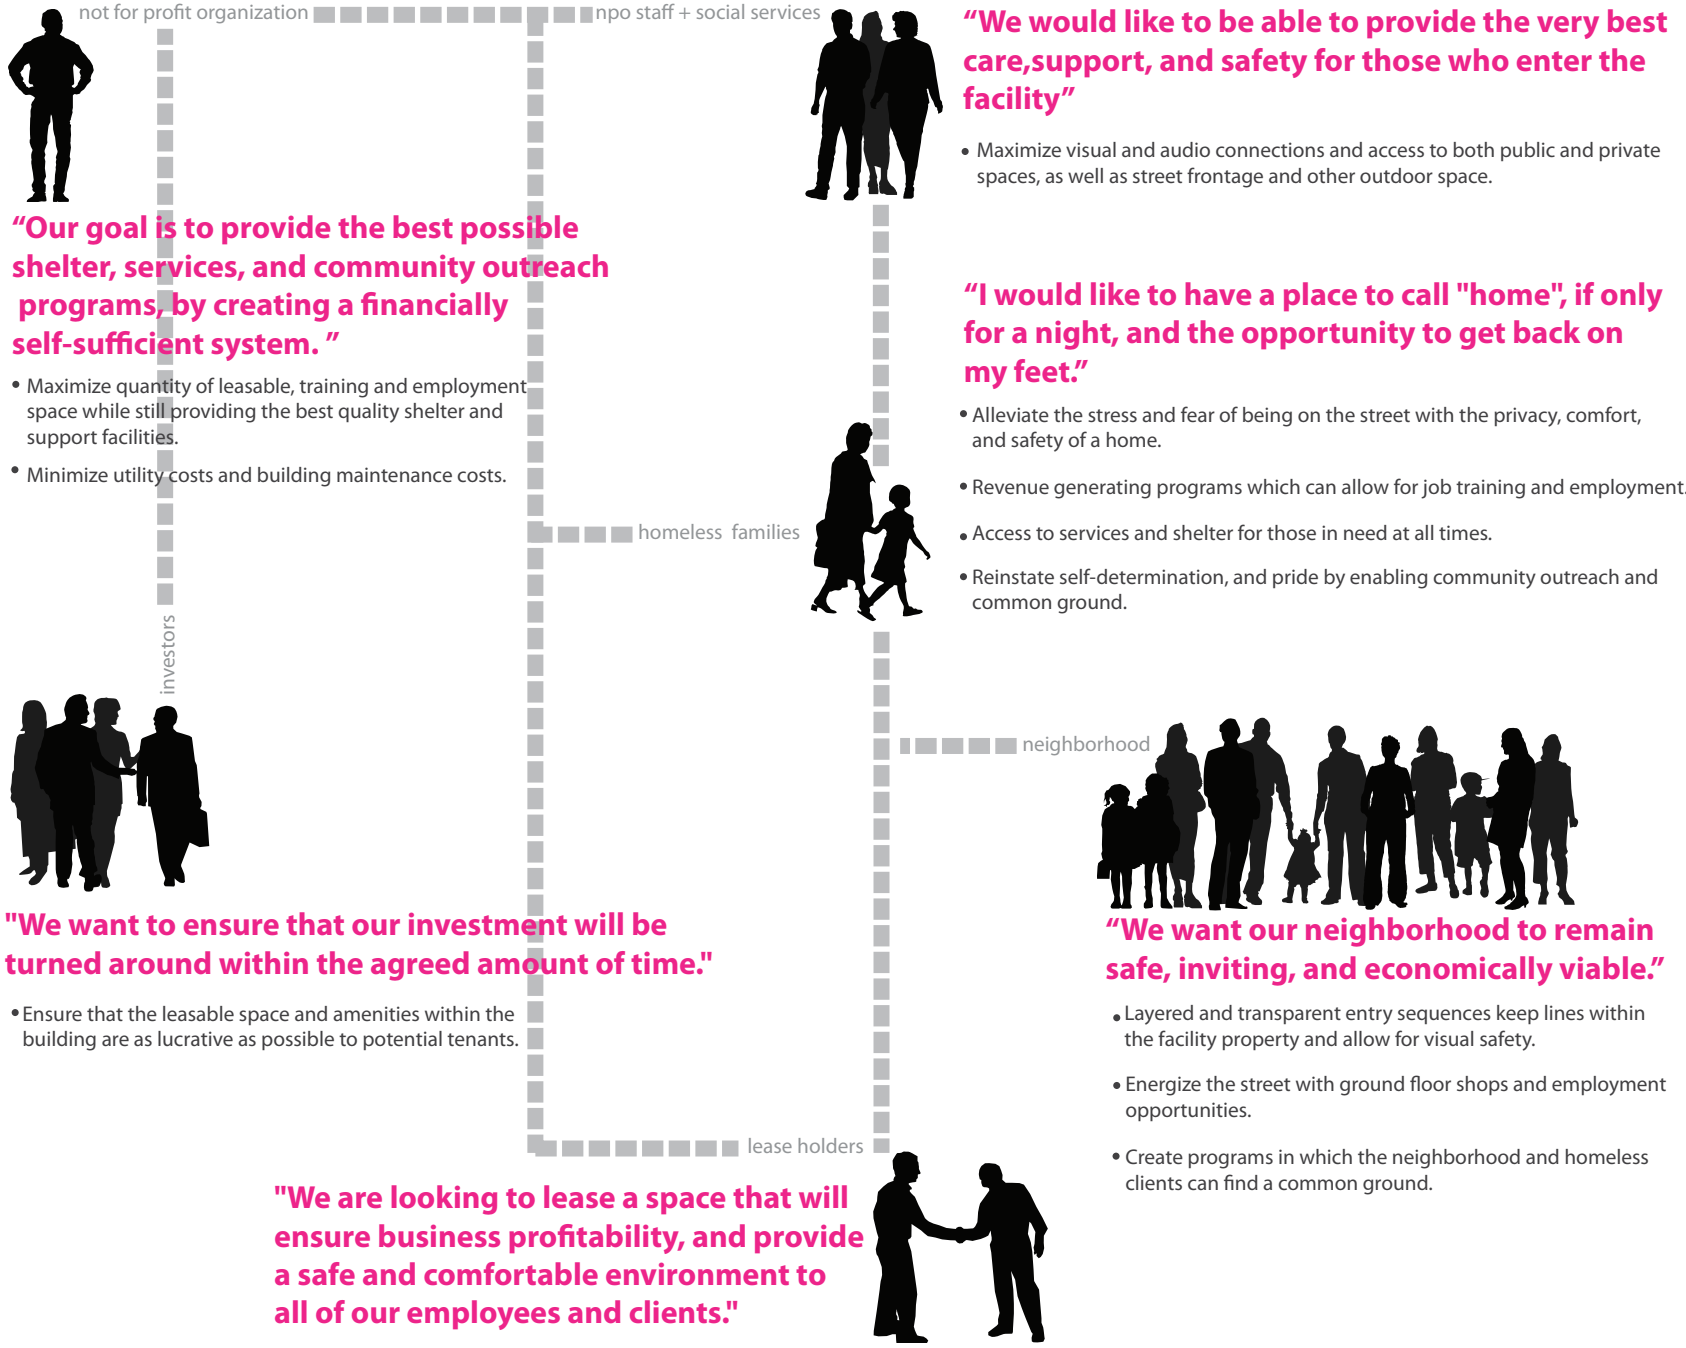 not for profit organization
npo staff + social services
“Our goal is to provide the best possible
shelter, services, and community outreach
programs, by creating a financially
self-sufficient system. ”
• Maximize quantity of leasable, training and employment
space while still providing the best quality shelter and
support facilities.
• Minimize utility costs and building maintenance costs.
“We would like to be able to provide the very best
care,support, and safety for those who enter the
facility”
• Maximize visual and audio connections and access to both public and private
spaces, as well as street frontage and other outdoor space.
“I would like to have a place to call "home", if only
for a night, and the opportunity to get back on
my feet.”
• Alleviate the stress and fear of being on the street with the privacy, comfort,
and safety of a home.
• Revenue generating programs which can allow for job training and employment.
• Access to services and shelter for those in need at all times.
• Reinstate self-determination, and pride by enabling community outreach and
common ground.
homeless families
investors
neighborhood
"We want to ensure that our investment will be
turned around within the agreed amount of time."
• Ensure that the leasable space and amenities within the
building are as lucrative as possible to potential tenants.
“We want our neighborhood to remain
safe, inviting, and economically viable.”
• Layered and transparent entry sequences keep lines within
the facility property and allow for visual safety.
• Energize the street with ground floor shops and employment
opportunities.
• Create programs in which the neighborhood and homeless
clients can find a common ground.
lease holders
"We are looking to lease a space that will
ensure business profitability, and provide
a safe and comfortable environment to
all of our employees and clients."